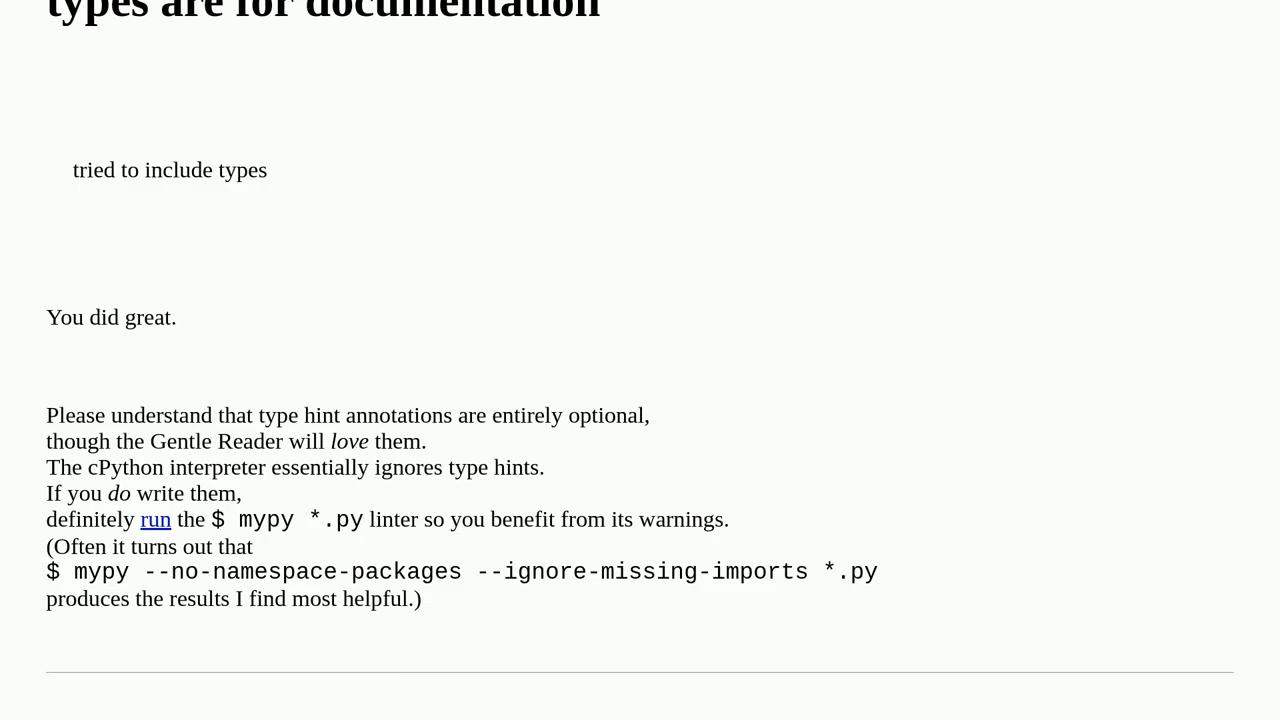 types are for documentation
tried to include types
You did great.
Please understand that type hint annotations are entirely optional,
though the Gentle Reader will love them.
The cPython interpreter essentially ignores type hints.
If you do write them,
definitely run the $ mypy *.py linter so you benefit from its warnings.
(Often it turns out that
$ mypy --no-namespace-packages --ignore-missing-imports *.py
produces the results I find most helpful.)